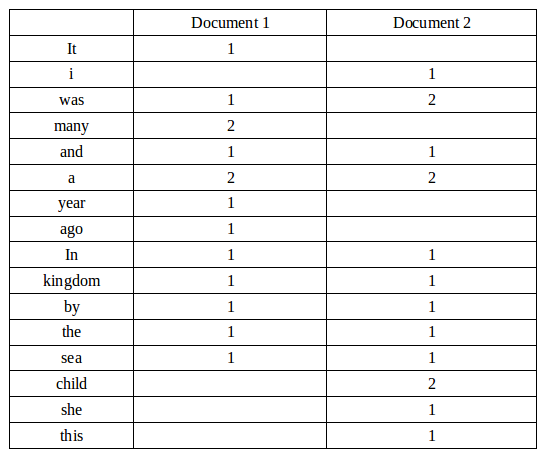 Document 1 Document 2
It 1
i 1
was 1 2
many 2
and 1 1
a 2 2
year 1
ago 1
In 1 1
kingdom 1 1
by 1 1
the 1 1
sea 1 1
child 2
she 1
this 1